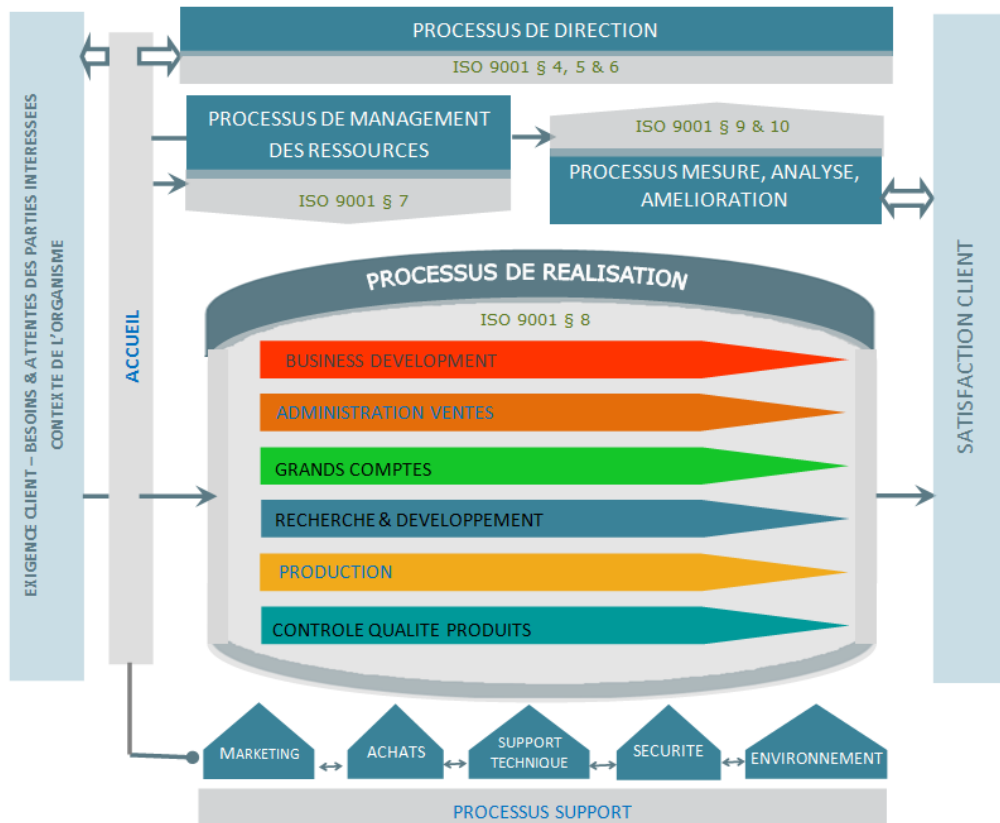 PROCESSUS DE DIRECTION
ISO 9001 § 4, 5 & 6
EXIGENCE CLIENT – BESOINS & ATTENTES DES PARTIES INTERESSEES
CONTEXTE DE L'ORGANISME
ACCUEIL
PROCESSUS DE MANAGEMENT
DES RESSOURCES
ISO 9001 § 7
ISO 9001 § 9 & 10
PROCESSUS MESURE, ANALYSE,
AMELIORATION
SATISFACTION CLIENT
PROCESSUS DE REALISATION
ISO 9001 § 8
BUSINESS DEVELOPMENT
ADMINISTRATION VENTES
GRANDS COMPTES
RECHERCHE & DEVELOPPEMENT
PRODUCTION
CONTROLE QUALITE PRODUITS
MARKETING
ACHATS
SUPPORT
TECHNIQUE
SECURITE
ENVIRONNEMENT
PROCESSUS SUPPORT